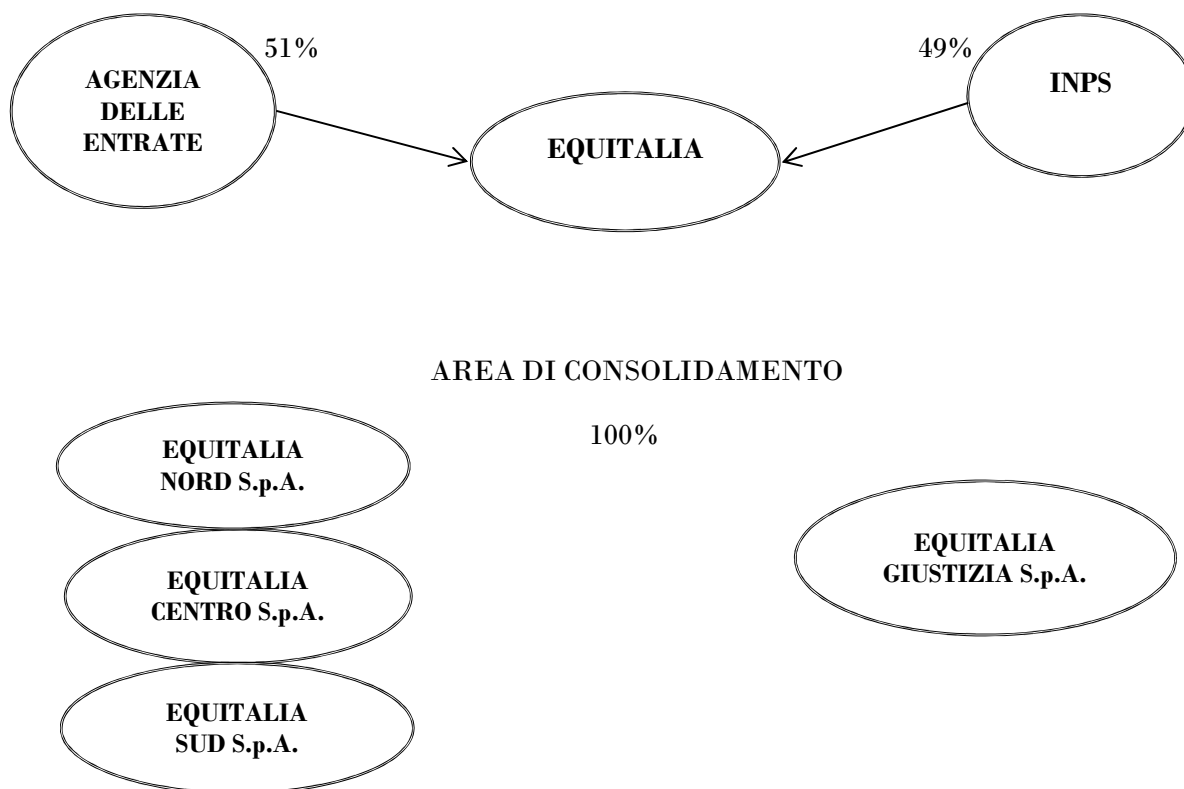 51%
49%
AGENZIA
DELLE
ENTRATE
EQUITALIA
INPS
AREA DI CONSOLIDAMENTO
100%
EQUITALIA
NORD S.p.A.
EQUITALIA
CENTRO S.p.A.
EQUITALIA
SUD S.p.A.
EQUITALIA
GIUSTIZIA S.p.A.